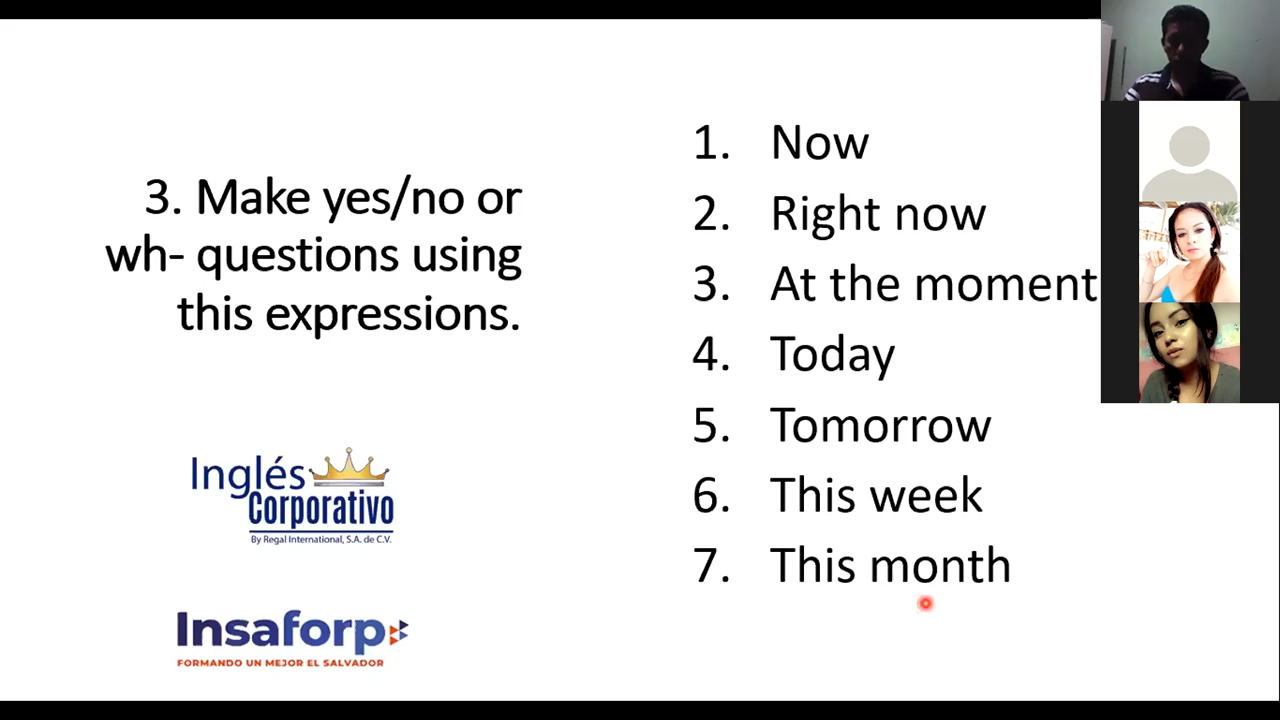 3. Make yes/no or
wh- questions using
this expressions.
1. Now
2. Right now
3. At the moment
4. Today
5. Tomorrow
6. This week
7. This month
Inglés
Corporativo
By Regal International, S.A. de C.V.
Insaforp
FORMANDO UN MEJOR EL SALVADOR